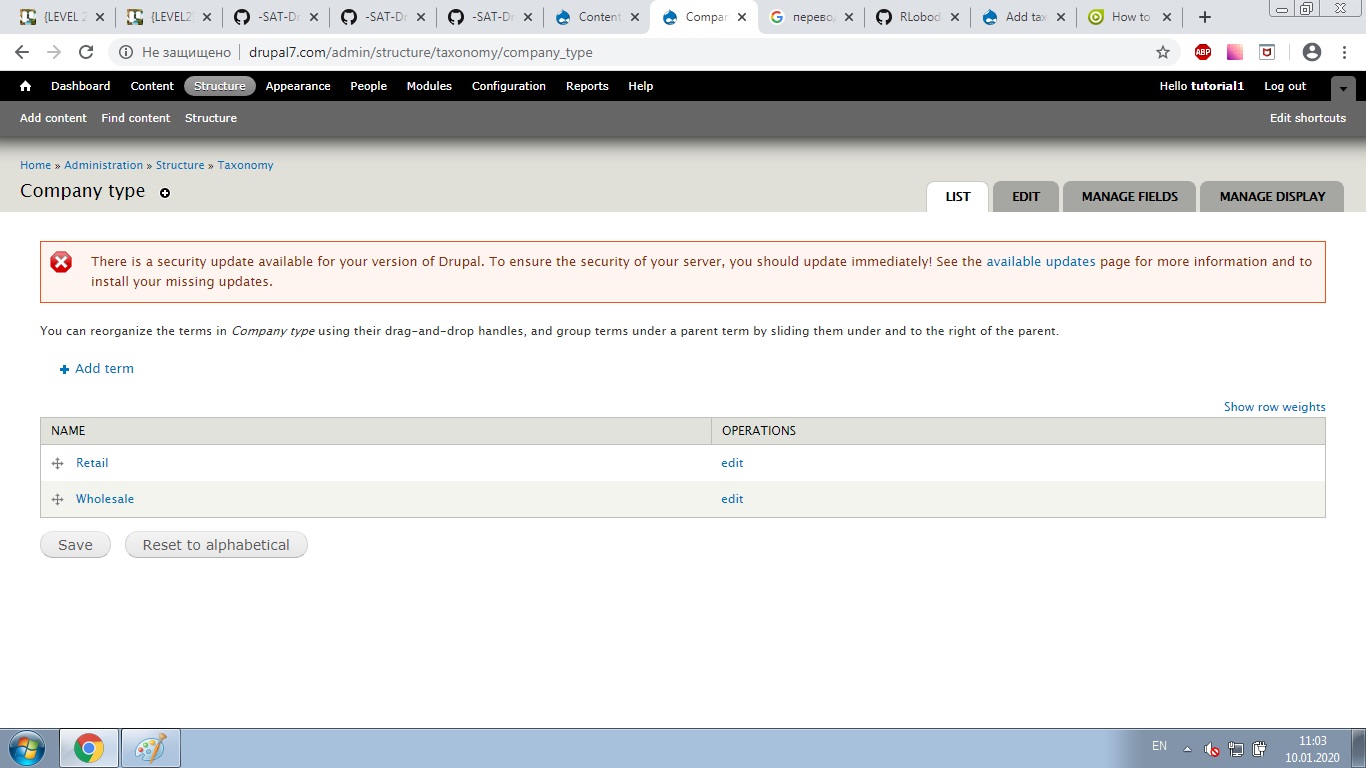 {LEVEL 2
{LEVEL2}
-SAT-Dr
-SAT-Dr
-SAT-Dr
Content
Compar
перевод
RLobod
Add tax
How to
Не защищено | drupal7.com/admin/structure/taxonomy/company_type
ABP
Dashboard Content Structure Appearance People Modules Configuration Reports Help Hello tutorial1 Log out
Add content Find content Structure Edit shortcuts
Home » Administration » Structure » Taxonomy
Company type
LIST EDIT MANAGE FIELDS MANAGE DISPLAY
There is a security update available for your version of Drupal. To ensure the security of your server, you should update immediately! See the available updates page for more information and to
install your missing updates.
You can reorganize the terms in Company type using their drag-and-drop handles, and group terms under a parent term by sliding them under and to the right of the parent.
Add term
Show row weights
NAME OPERATIONS
Retail edit
Wholesale edit
Save Reset to alphabetical
EN
11:03
10.01.2020